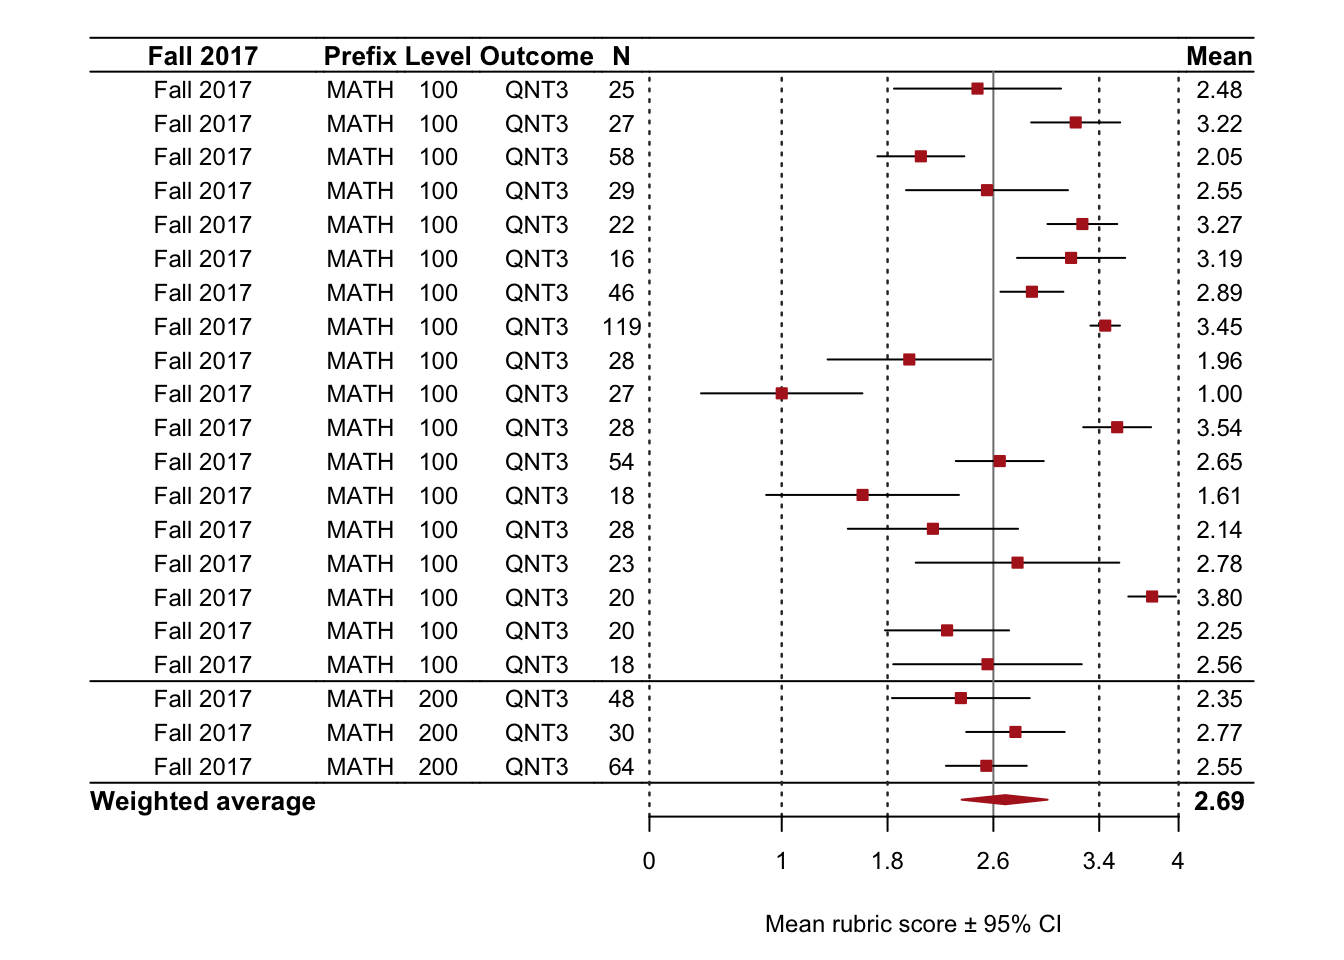 Fall 2017 Prefix Level Outcome N Mean
Fall 2017 MATH 100 QNT3 25 2.48
Fall 2017 MATH 100 QNT3 27 3.22
Fall 2017 MATH 100 QNT3 58 2.05
Fall 2017 MATH 100 QNT3 29 2.55
Fall 2017 MATH 100 QNT3 22 3.27
Fall 2017 MATH 100 QNT3 16 3.19
Fall 2017 MATH 100 QNT3 46 2.89
Fall 2017 MATH 100 QNT3 119 3.45
Fall 2017 MATH 100 QNT3 28 1.96
Fall 2017 MATH 100 QNT3 27 1.00
Fall 2017 MATH 100 QNT3 28 3.54
Fall 2017 MATH 100 QNT3 54 2.65
Fall 2017 MATH 100 QNT3 18 1.61
Fall 2017 MATH 100 QNT3 28 2.14
Fall 2017 MATH 100 QNT3 23 2.78
Fall 2017 MATH 100 QNT3 20 3.80
Fall 2017 MATH 100 QNT3 20 2.25
Fall 2017 MATH 100 QNT3 18 2.56
Fall 2017 MATH 200 QNT3 48 2.35
Fall 2017 MATH 200 QNT3 30 2.77
Fall 2017 MATH 200 QNT3 64 2.55
Weighted average 2.69
0 1 1.8 2.6 3.4 4
Mean rubric score ± 95% CI